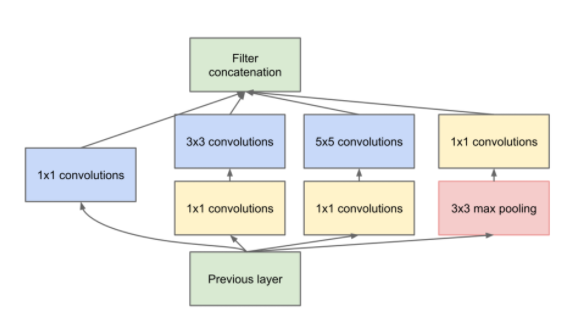 Filter
concatenation
3x3 convolutions
5x5 convolutions
1x1 convolutions
1x1 convolutions
1x1 convolutions
1x1 convolutions
3x3 max pooling
Previous layer